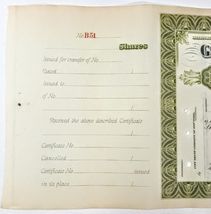 No. B51
Shares
Issued for transfer of No.
Dated
Issued to
of No.
Received the above described Certificate
Certificate No.
Cancelled
Certificate No. issued
in its place